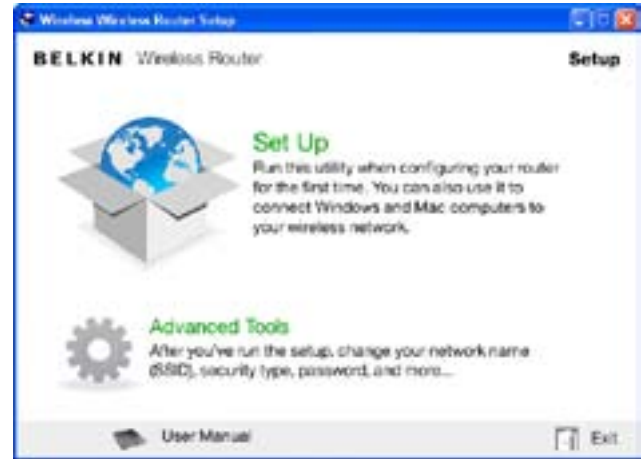 Wireless Wireless Router Setup
BELKIN Wireless Router
Setup
Set Up
Run this utility when configuring your router
for the first time. You can also use it to
connect Windows and Mac computers to
your wireless network.
Advanced Tools
After you've run the setup, change your network name
(SSID), security type, password, and more...
User Manual
Exit